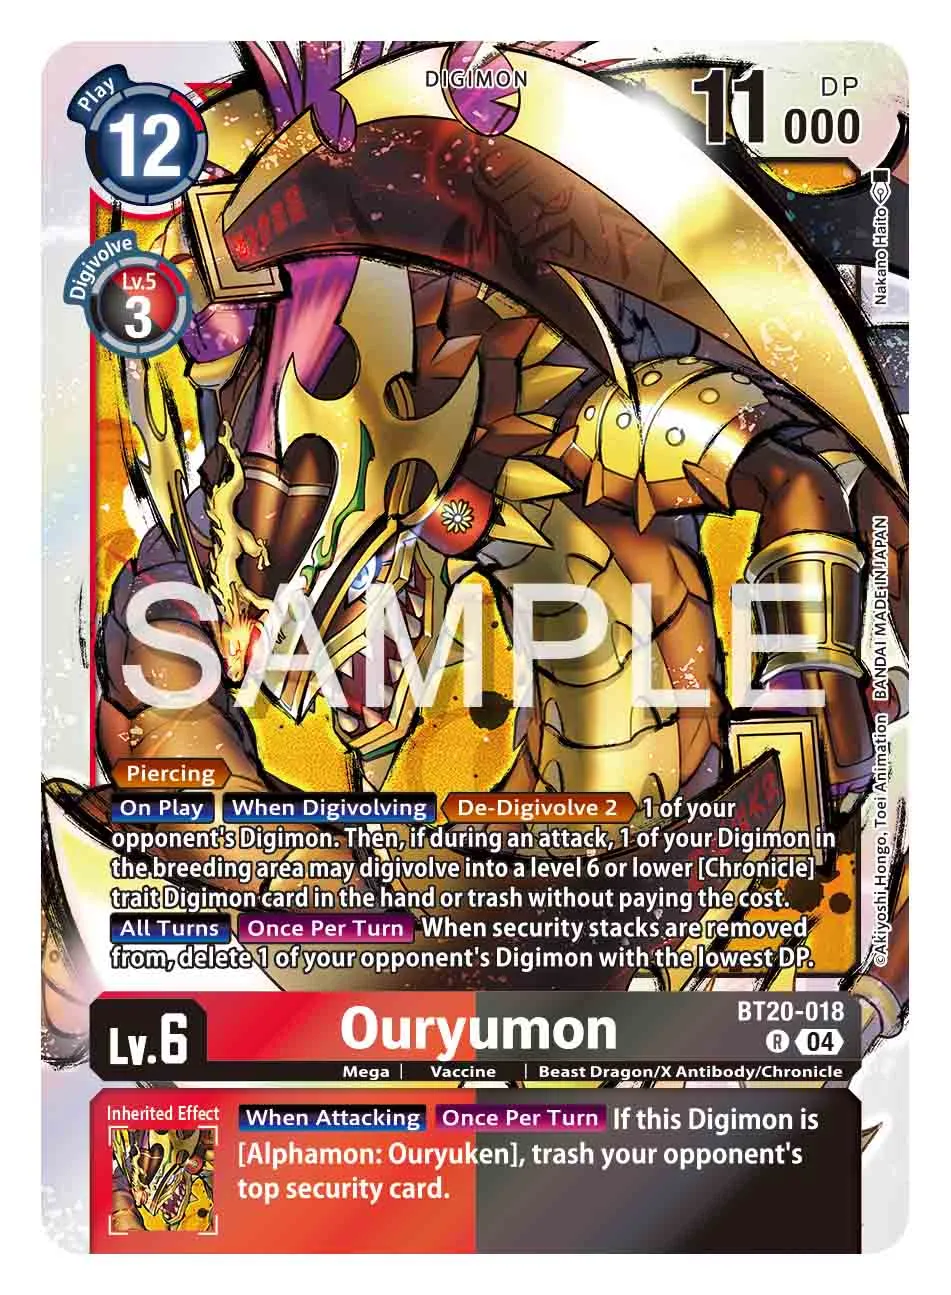 DIGIMON
Play
12
11000
DP
Digivolve
Lv.5
3
Nakano Haito
SAMPLE
©Akiyoshi Hongo, Toei Animation BANDAI MADE IN JAPAN
Piercing
On Play When Digivolving De-Digivolve 2 1 of your
opponent's Digimon. Then, if during an attack, 1 of your Digimon in
the breeding area may digivolve into a level 6 or lower [Chronicle]
trait Digimon card in the hand or trash without paying the cost.
All Turns Once Per Turn When security stacks are removed
from, delete 1 of your opponent's Digimon with the lowest DP.
Lv.6
Ouryumon
BT20-018
R 04
Mega | Vaccine | Beast Dragon/X Antibody/Chronicle
Inherited Effect
When Attacking Once Per Turn If this Digimon is
[Alphamon: Ouryuken], trash your opponent's
top security card.